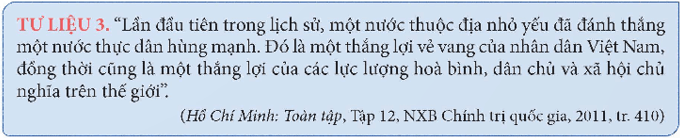 TƯ LIỆU 3. “Lần đầu tiên trong lịch sử, một nước thuộc địa nhỏ yếu đã đánh thắng
một nước thực dân hùng mạnh. Đó là một thắng lợi vẻ vang của nhân dân Việt Nam,
đồng thời cũng là một thắng lợi của các lực lượng hoà bình, dân chủ và xã hội chủ
nghĩa trên thế giới”.
(Hồ Chí Minh: Toàn tập, Tập 12, NXB Chính trị quốc gia, 2011, tr. 410)